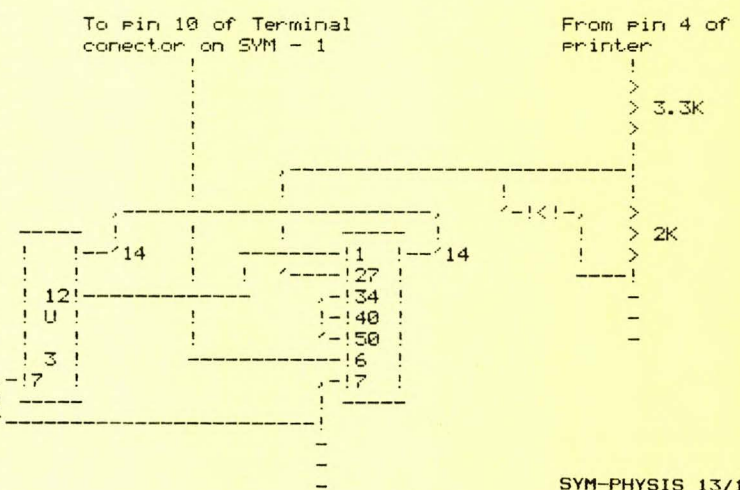 To pin 10 of Terminal
conector on SYM - 1
From pin 4 of
printer
3.3K
2K
14
1
14
27
12
34
U
40
50
3
6
7
7
SYM-PHYSIS 13/1